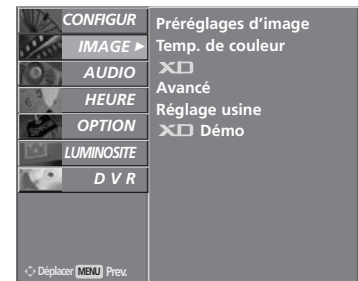 CONFIGUR
IMAGE ►
AUDIO
HEURE
OPTION
LUMINOSITE
D V R
Préréglages d’image
Temp. de couleur
XD
Avancé
Réglage usine
XD Démo
Déplacer MENU Prev.